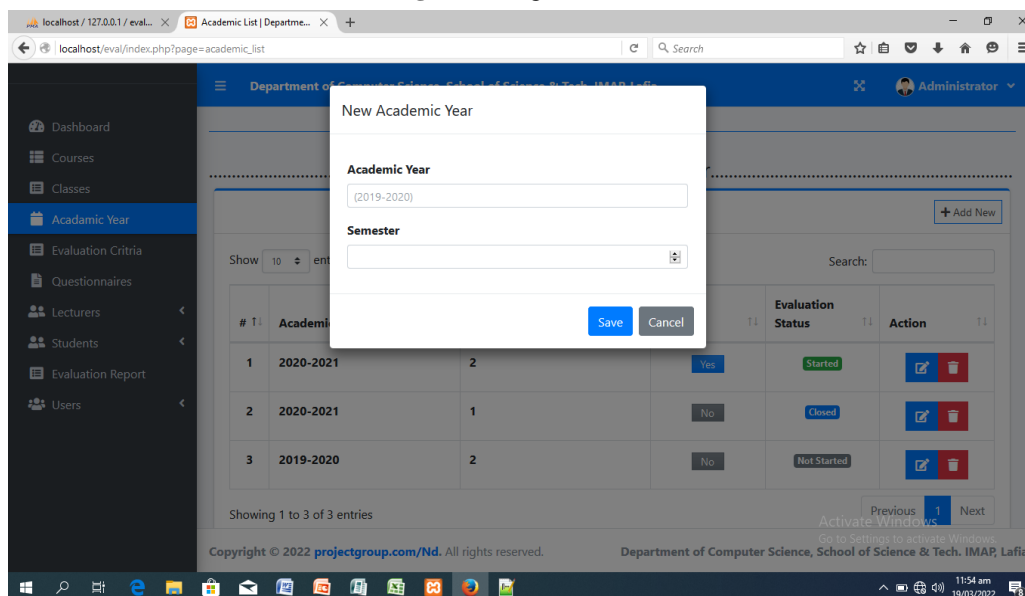 localhost / 127.0.0.1 / eval...
Academic List | Departme...
localhost/eval/index.php?page=academic_list
Search
Department of Computer Science, School of Science & Tech. IMAP, Lafia
Administrator
New Academic Year
Dashboard
Courses
Classes
Acadamic Year
Evaluation Critria
Questionnaires
Lecturers
Students
Evaluation Report
Users
Academic Year
(2019-2020)
Semester
Save Cancel
Add New
Show 10 ent
Search:
# Academi Evaluation Status Action
1 2020-2021 2 Yes Started
2 2020-2021 1 No Closed
3 2019-2020 2 No Not Started
Showing 1 to 3 of 3 entries
Previous 1 Next
Activate Windows
Go to Settings to activate Windows.
Copyright © 2022 projectgroup.com/Nd. All rights reserved.
Department of Computer Science, School of Science & Tech. IMAP, Lafia
11:54 am
19/03/2022